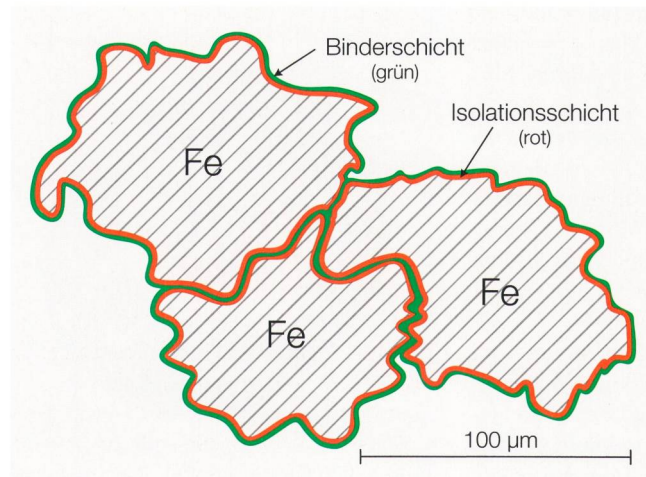 Binderschicht
(grün)
Isolationsschicht
(rot)
Fe
Fe
Fe
100 µm